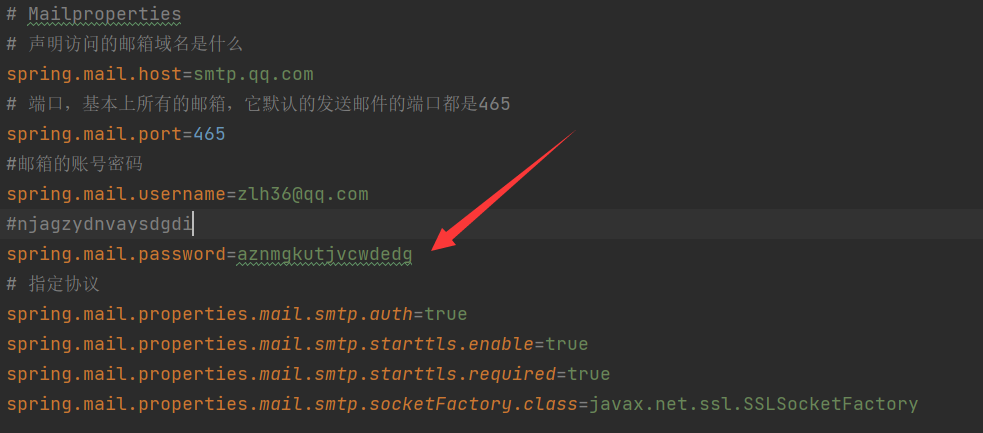 # Mailproperties
# 声明访问的邮箱域名是什么
spring.mail.host=smtp.qq.com
# 端口，基本上所有的邮箱，它默认的发送邮件的端口都是465
spring.mail.port=465
#邮箱的账号密码
spring.mail.username=zlh36@qq.com
#njagzydnvaysdgdi
spring.mail.password=aznmgkutjvcwdedg
# 指定协议
spring.mail.properties.mail.smtp.auth=true
spring.mail.properties.mail.smtp.starttls.enable=true
spring.mail.properties.mail.smtp.starttls.required=true
spring.mail.properties.mail.smtp.socketFactory.class=javax.net.ssl.SSLSocketFactory